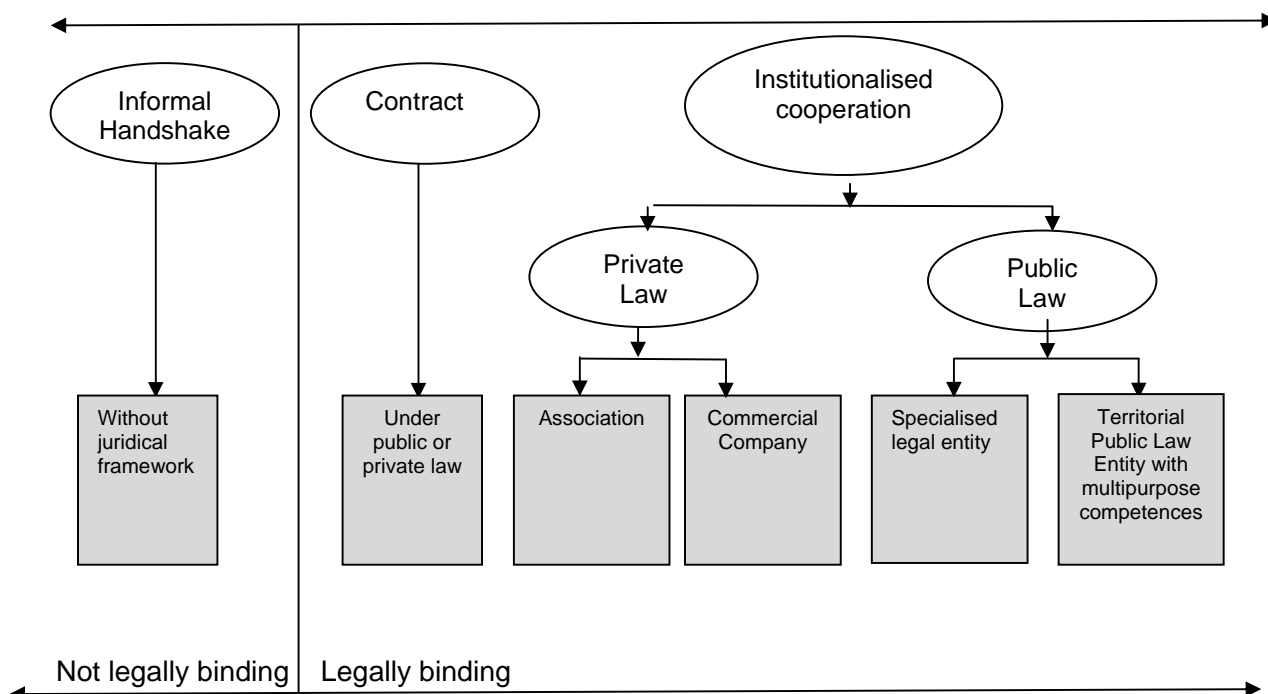 Informal
Handshake
Contract
Institutionalised
cooperation
Private
Law
Public
Law
Without
juridical
framework
Under
public or
private law
Association
Commercial
Company
Specialised
legal entity
Territorial
Public Law
Entity with
multipurpose
competences
Not legally binding
Legally binding